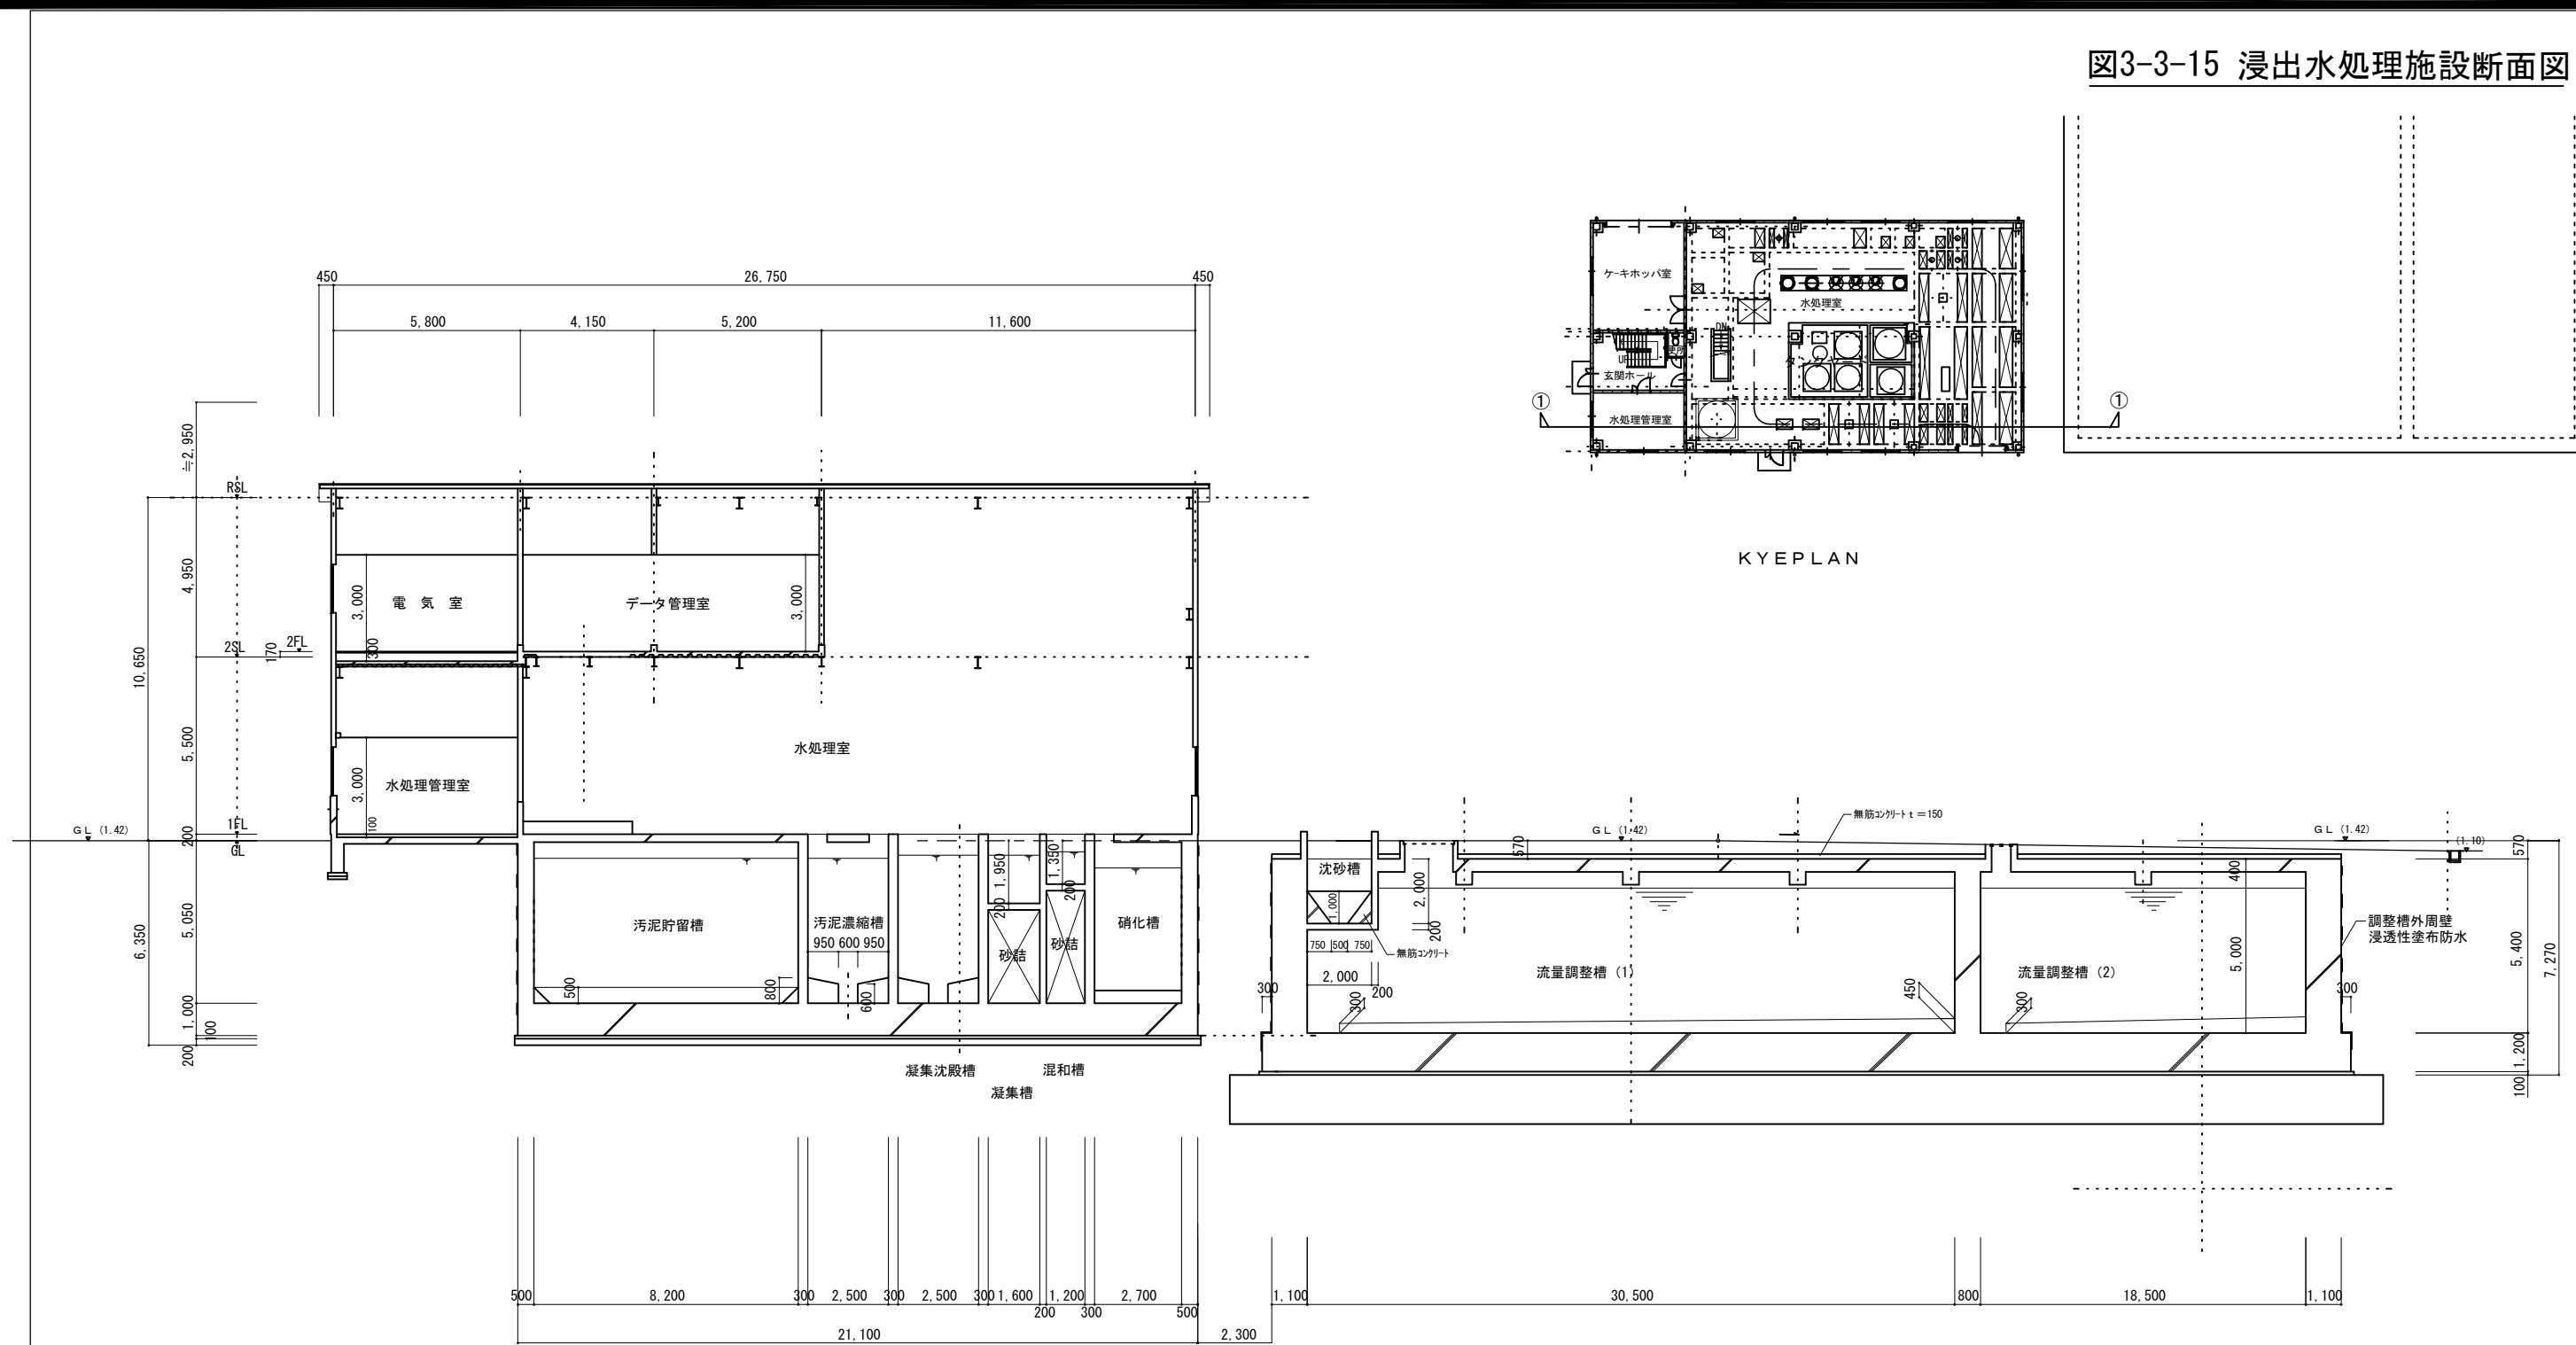 図3-3-15 浸出水処理施設断面図
450
26,750
450
5,800
4,150
5,200
11,600
≒2,950
RSL
4,950
10,650
2SL
2FL
170
5,500
1FL
200
GL
GL (1.42)
5,050
6,350
1,000
100
200
電 気 室
3,000
300
データ管理室
3,000
水処理室
水処理管理室
3,000
100
汚泥貯留槽
500
汚泥濃縮槽
950 600 950
800
600
1,950
200
砂詰
1,350
200
砂詰
硝化槽
凝集沈殿槽
混和槽
凝集槽
ケーキホッパ室
水処理室
DN
UP
便所
玄関ホール
水処理管理室
①
①
KYEPLAN
無筋コンクリート t=150
GL (1.42)
GL (1.42)
(1.10)
570
沈砂槽
1,000
2,000
200
750 500 750
無筋コンクリート
2,000
200
300
300
流量調整槽 (1)
450
流量調整槽 (2)
300
400
5,000
300
調整槽外周壁
浸透性塗布防水
570
5,400
7,270
1,200
100
500
8,200
300
2,500
300
2,500
300
1,600
200
1,200
300
2,700
500
21,100
2,300
1,100
30,500
800
18,500
1,100